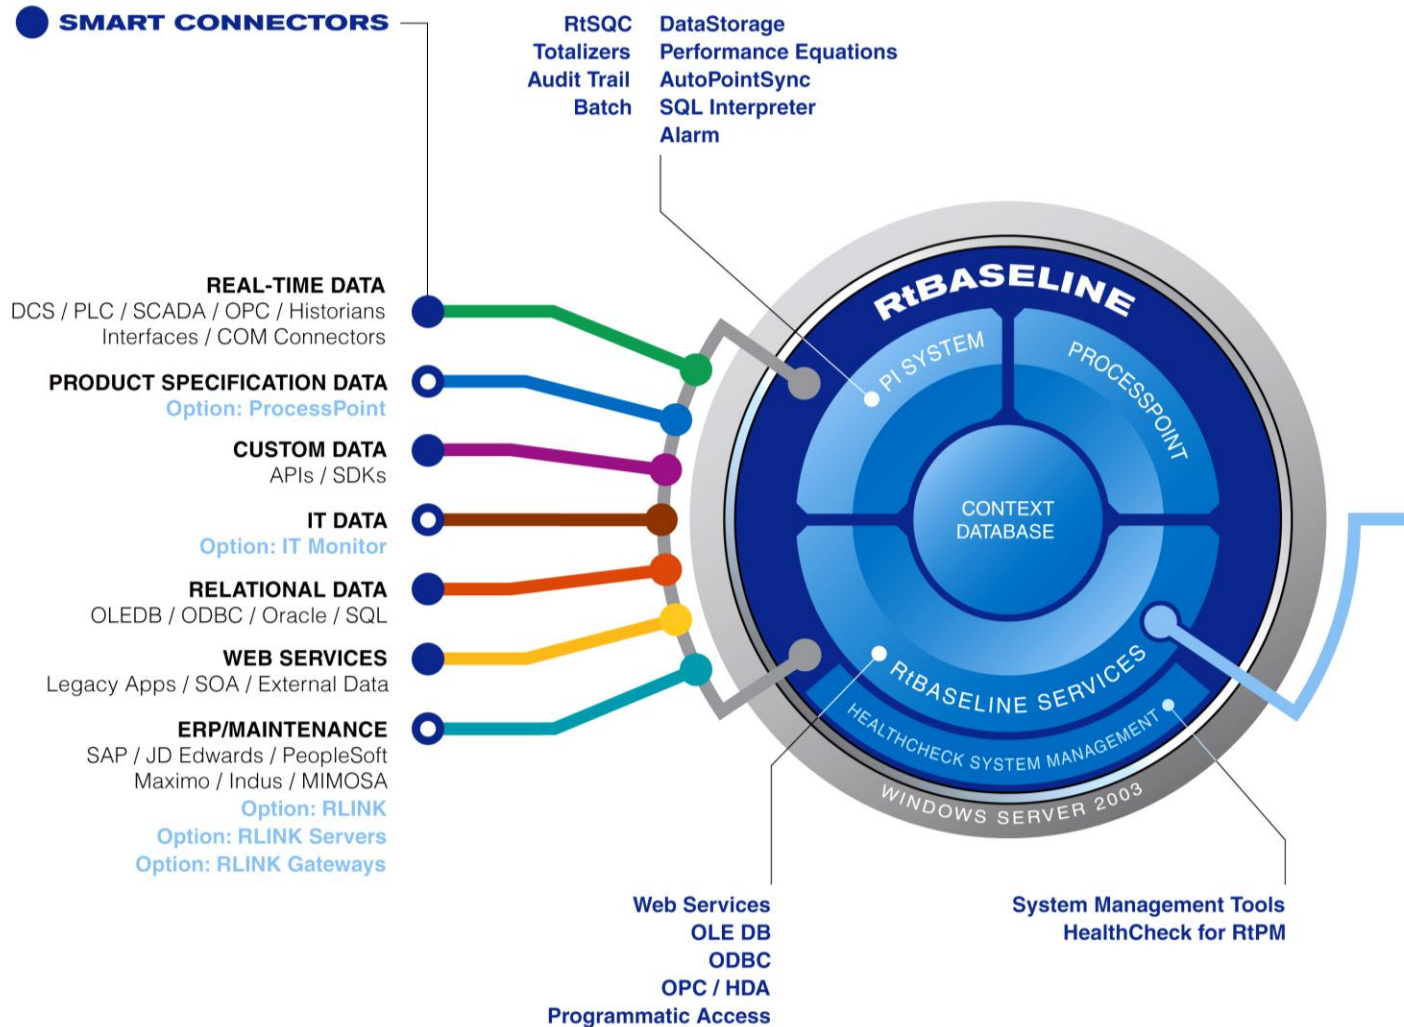 SMART CONNECTORS
RtSQC
Totalizers
Audit Trail
Batch
DataStorage
Performance Equations
AutoPointSync
SQL Interpreter
Alarm
REAL-TIME DATA
DCS / PLC / SCADA / OPC / Historians
Interfaces / COM Connectors
PRODUCT SPECIFICATION DATA
Option: ProcessPoint
CUSTOM DATA
APIs / SDKs
IT DATA
Option: IT Monitor
RELATIONAL DATA
OLEDB / ODBC / Oracle / SQL
WEB SERVICES
Legacy Apps / SOA / External Data
ERP/MAINTENANCE
SAP / JD Edwards / PeopleSoft
Maximo / Indus / MIMOSA
Option: RLINK
Option: RLINK Servers
Option: RLINK Gateways
RtBASELINE
PI SYSTEM
PROCESSPOINT
CONTEXT
DATABASE
RtBASELINE SERVICES
HEALTHCHECK SYSTEM MANAGEMENT
WINDOWS SERVER 2003
Web Services
OLE DB
ODBC
OPC / HDA
Programmatic Access
System Management Tools
HealthCheck for RtPM